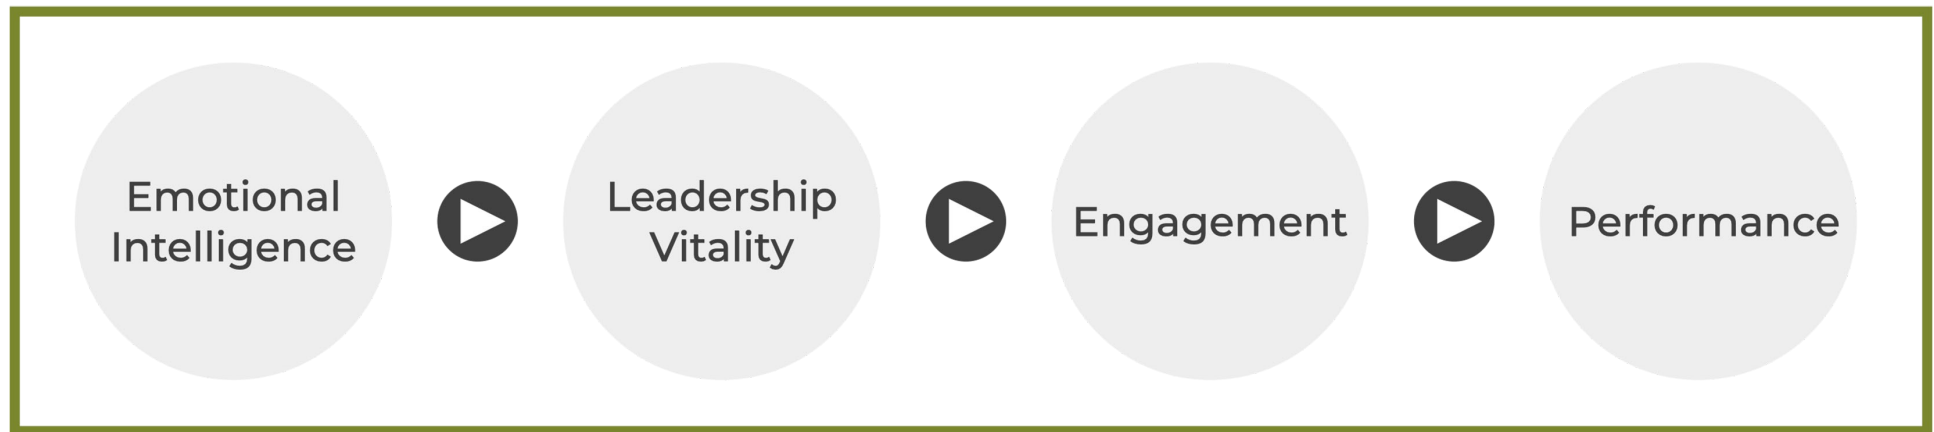 Emotional
Intelligence
Leadership
Vitality
Engagement
Performance